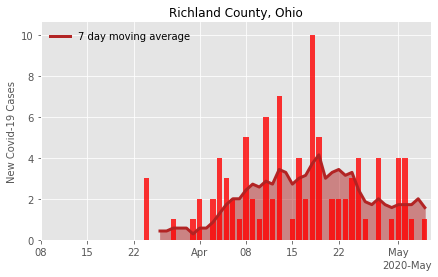 Richland County, Ohio
7 day moving average
New Covid-19 Cases
10
8
6
4
2
0
08 15 22 Apr 08 15 22 May
2020-May